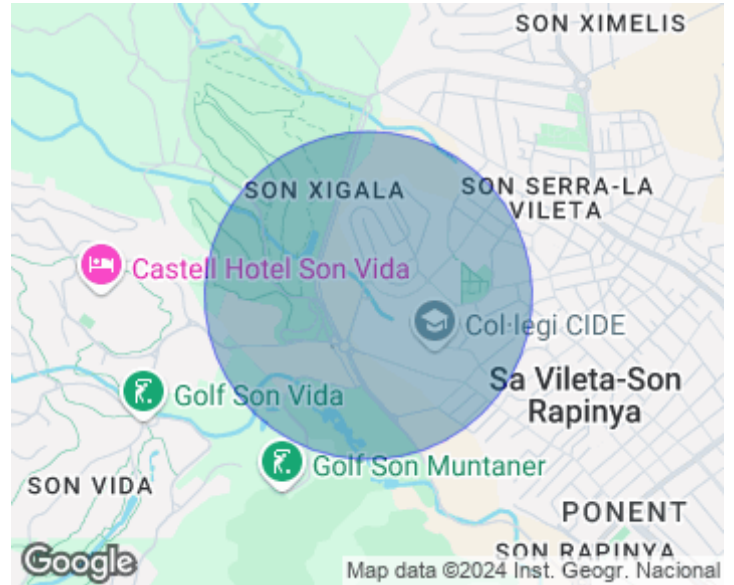 SON XIMELIS
SON XIGALA
SON SERRA-LA
VILETA
Castell Hotel Son Vida
Col·legi CIDE
Sa Vileta-Son
Rapinya
Golf Son Vida
Golf Son Muntaner
SON VIDA
PONENT
SON RAPINYA
Google
Map data ©2024 Inst. Geogr. Nacional